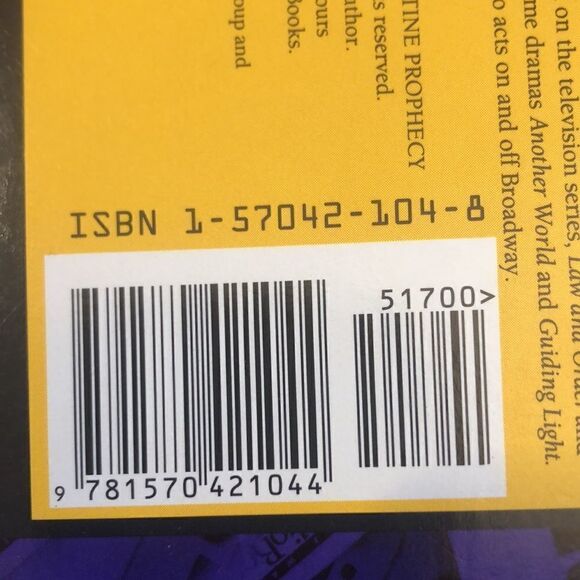 on the television series, Law and Order and
me dramas Another World and Guiding Light.
o acts on and off Broadway.
TINE PROPHECY
s reserved.
thor.
ours
Books.
oup and
ISBN 1-57042-104-8
51700>
9 781570 421044